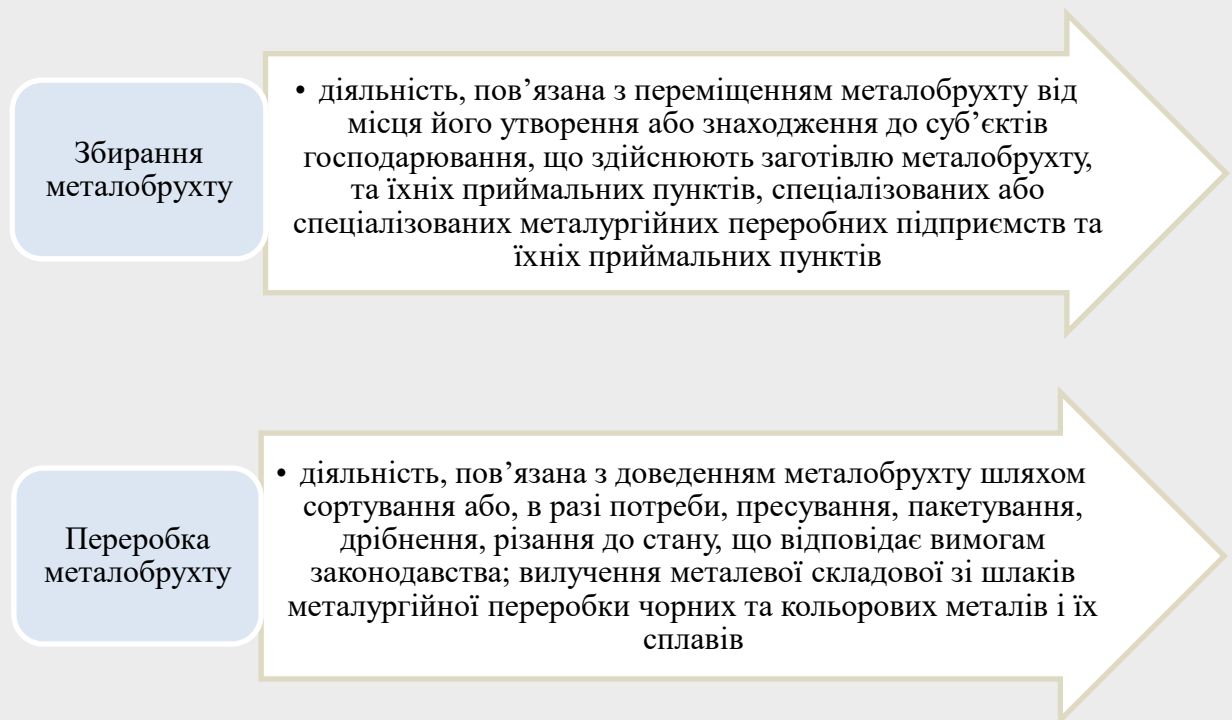 Збирання
металобрухту
• діяльність, пов’язана з переміщенням металобрухту від
місця його утворення або знаходження до суб’єктів
господарювання, що здійснюють заготівлю металобрухту,
та їхніх приймальних пунктів, спеціалізованих або
спеціалізованих металургійних переробних підприємств та
їхніх приймальних пунктів
Переробка
металобрухту
• діяльність, пов’язана з доведенням металобрухту шляхом
сортування або, в разі потреби, пресування, пакетування,
дрібнення, різання до стану, що відповідає вимогам
законодавства; вилучення металевої складової зі шлаків
металургійної переробки чорних та кольорових металів і їх
сплавів